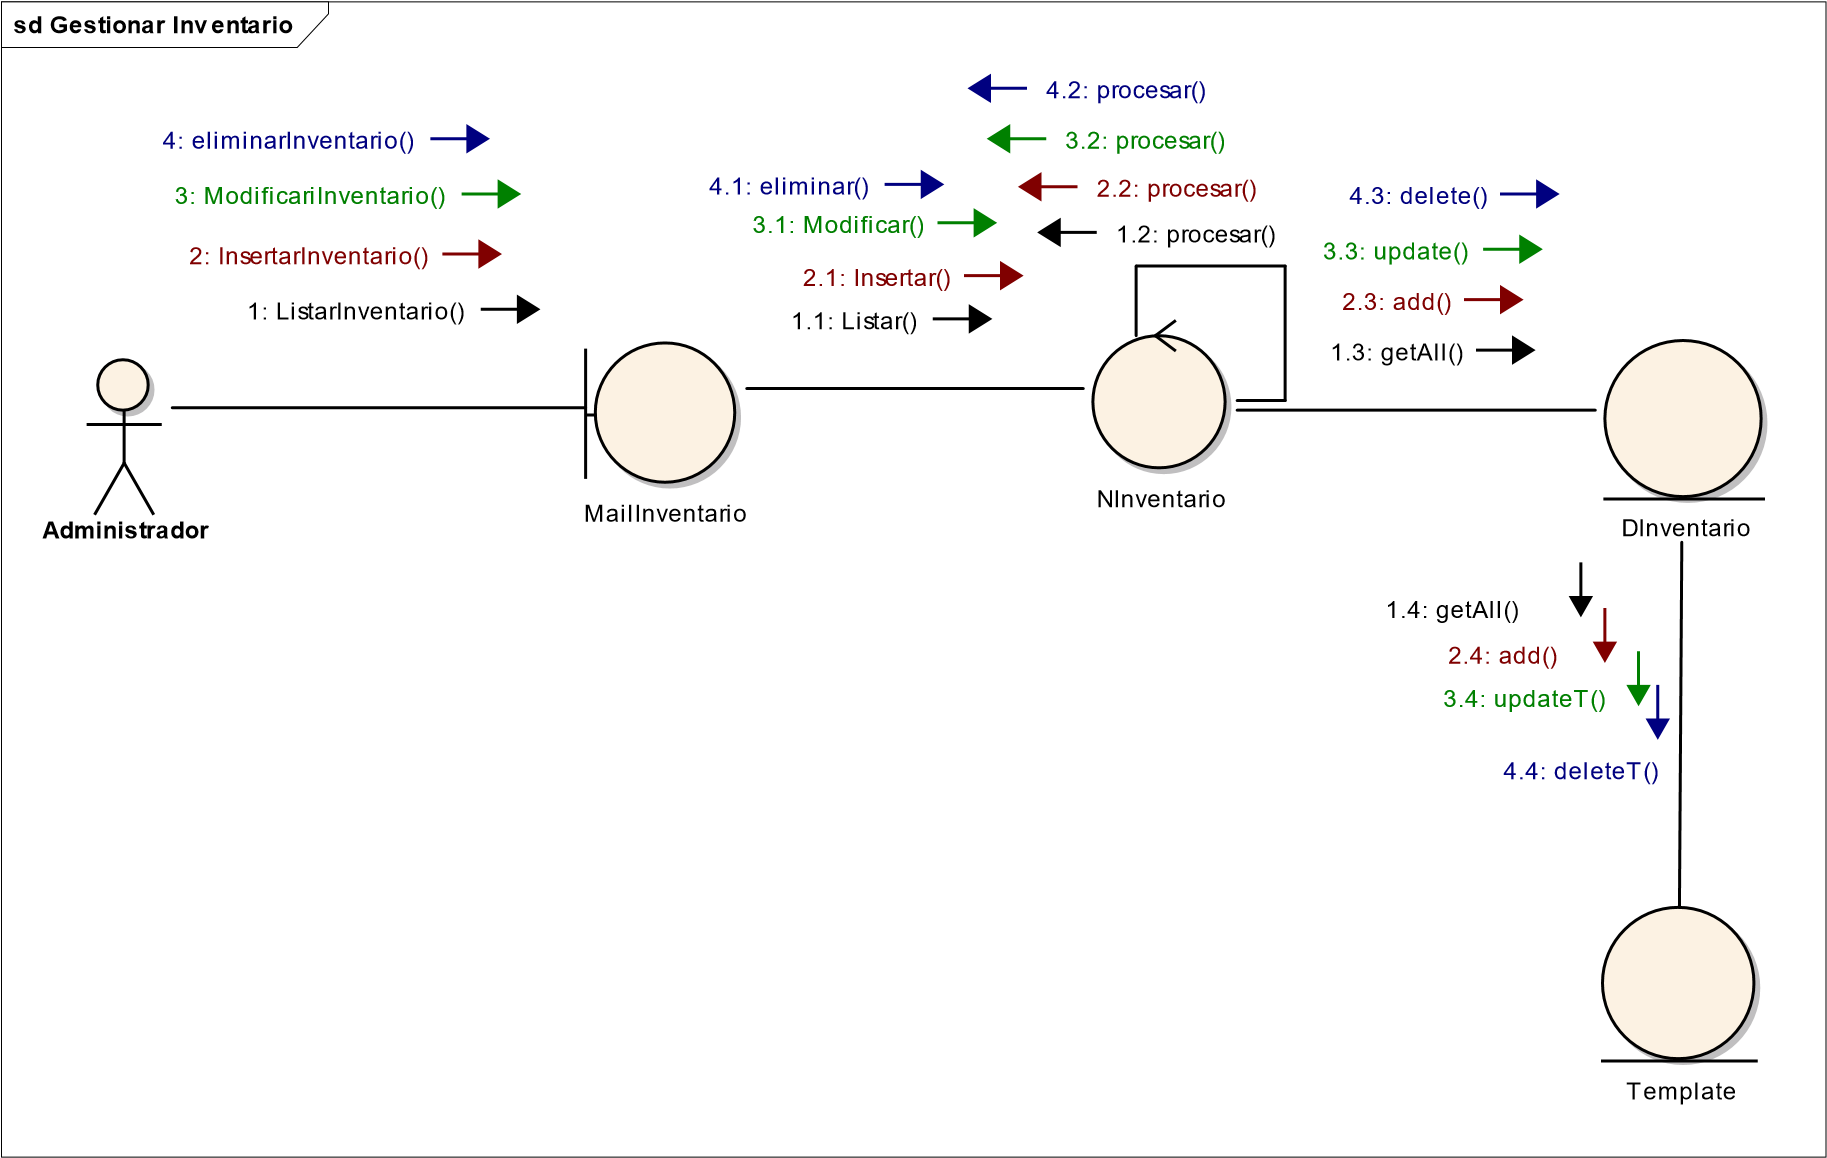 sd Gestionar Inventario
4: eliminarInventario()
3: ModificariInventario()
2: InsertarInventario()
1: ListarInventario()
4.1: eliminar()
3.1: Modificar()
2.1: Insertar()
1.1: Listar()
4.2: procesar()
3.2: procesar()
2.2: procesar()
1.2: procesar()
4.3: delete()
3.3: update()
2.3: add()
1.3: getAll()
Administrador
MailInventario
NInventario
DInventario
1.4: getAll()
2.4: add()
3.4: updateT()
4.4: deleteT()
Template